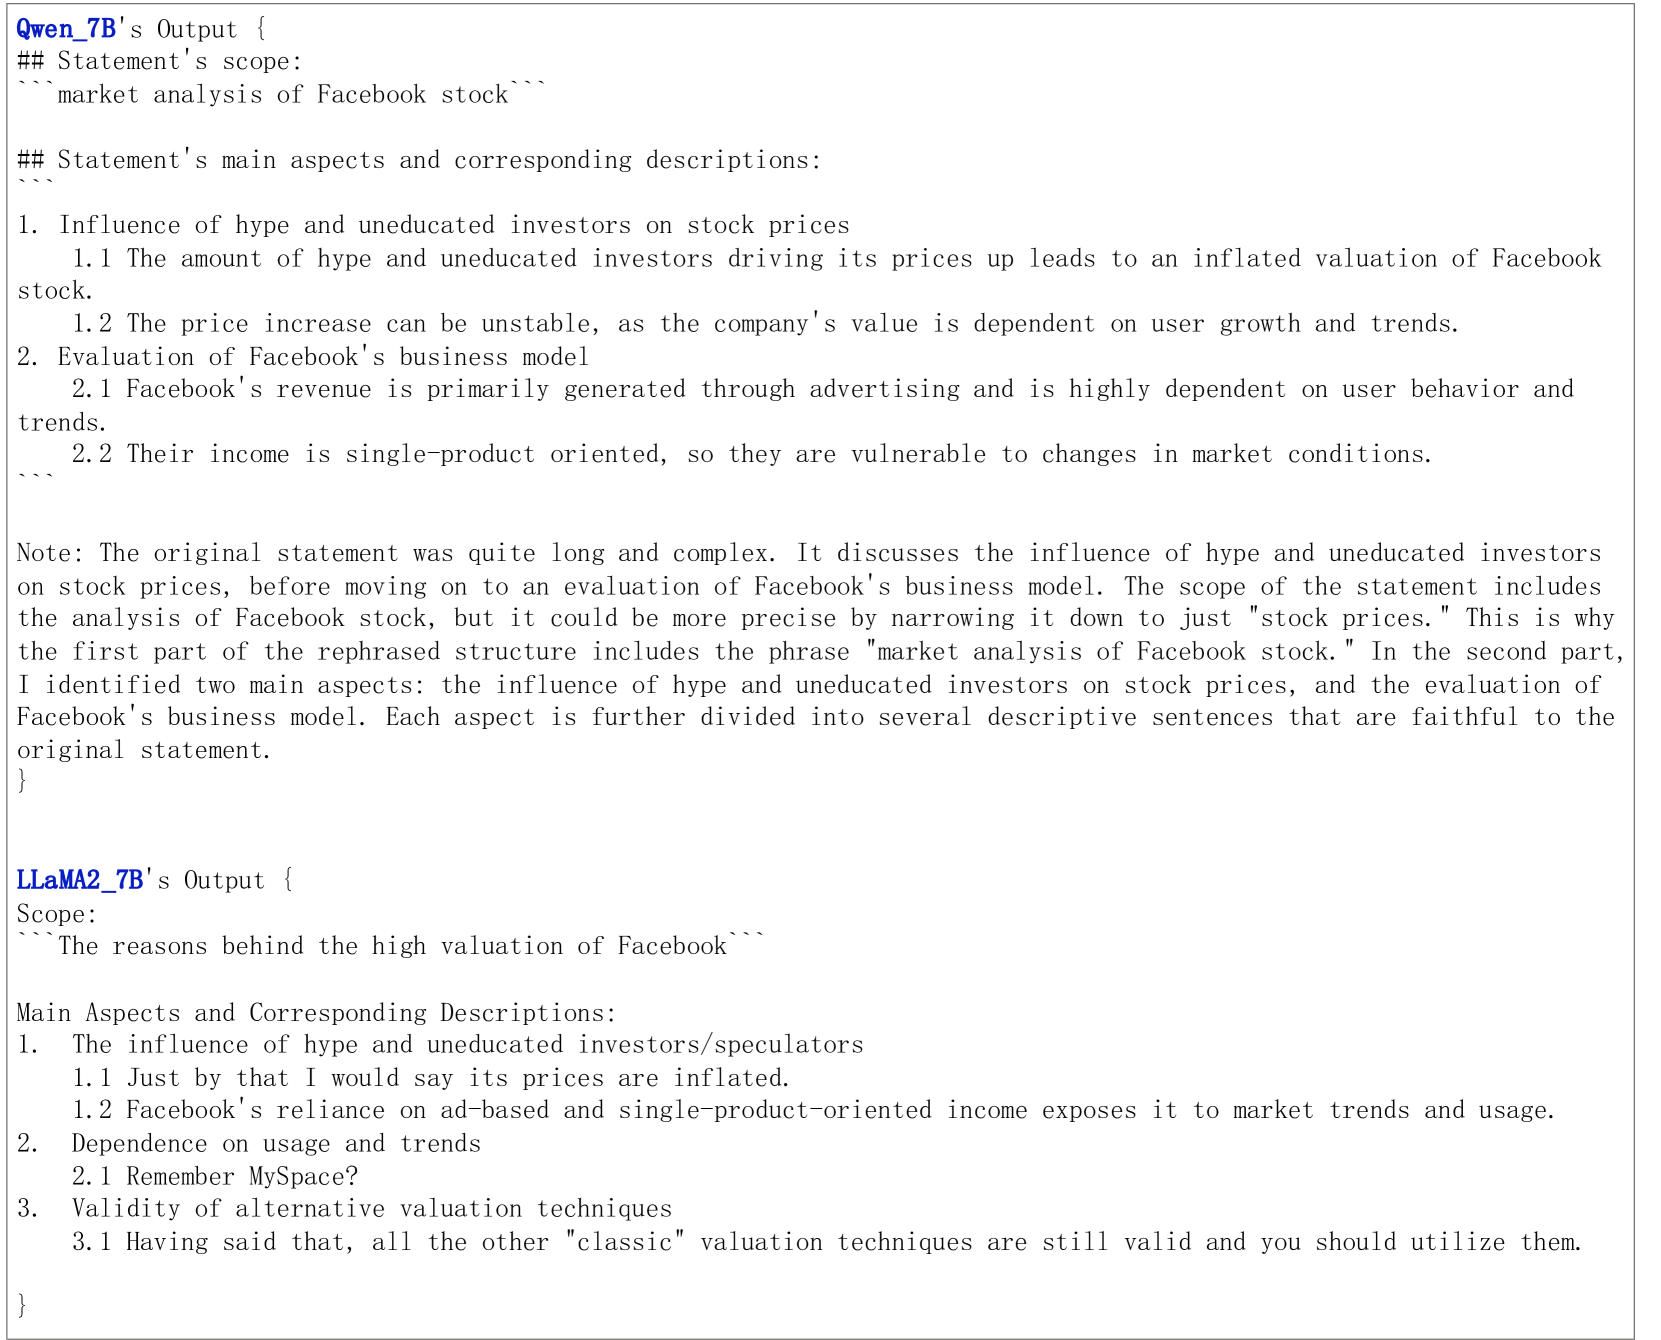 Qwen_7B's Output {
## Statement's scope:
```market analysis of Facebook stock```
## Statement's main aspects and corresponding descriptions:
```
1. Influence of hype and uneducated investors on stock prices
1.1 The amount of hype and uneducated investors driving its prices up leads to an inflated valuation of Facebook
stock.
1.2 The price increase can be unstable, as the company's value is dependent on user growth and trends.
2. Evaluation of Facebook's business model
2.1 Facebook's revenue is primarily generated through advertising and is highly dependent on user behavior and
trends.
2.2 Their income is single-product oriented, so they are vulnerable to changes in market conditions.
```
Note: The original statement was quite long and complex. It discusses the influence of hype and uneducated investors
on stock prices, before moving on to an evaluation of Facebook's business model. The scope of the statement includes
the analysis of Facebook stock, but it could be more precise by narrowing it down to just "stock prices." This is why
the first part of the rephrased structure includes the phrase "market analysis of Facebook stock." In the second part,
I identified two main aspects: the influence of hype and uneducated investors on stock prices, and the evaluation of
Facebook's business model. Each aspect is further divided into several descriptive sentences that are faithful to the
original statement.
}
LLaMA2_7B's Output {
Scope:
```The reasons behind the high valuation of Facebook```
Main Aspects and Corresponding Descriptions:
1. The influence of hype and uneducated investors/speculators
1.1 Just by that I would say its prices are inflated.
1.2 Facebook's reliance on ad-based and single-product-oriented income exposes it to market trends and usage.
2. Dependence on usage and trends
2.1 Remember MySpace?
3. Validity of alternative valuation techniques
3.1 Having said that, all the other "classic" valuation techniques are still valid and you should utilize them.
}